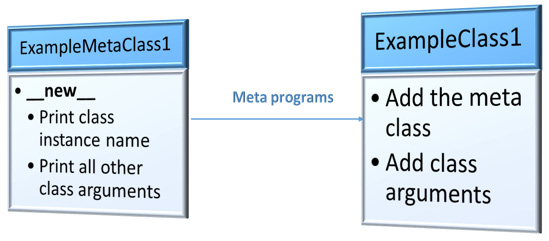 ExampleMetaClass1
• __new__
• Print class
instance name
• Print all other
class arguments
Meta programs
ExampleClass1
• Add the meta
class
• Add class
arguments